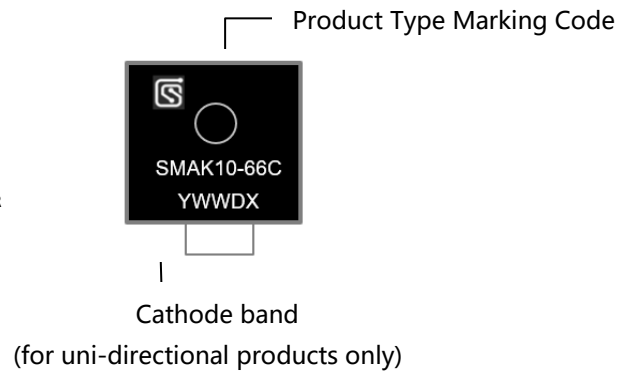 Product Type Marking Code
SMAK10-66C
YWWDX
Cathode band
(for uni-directional products only)